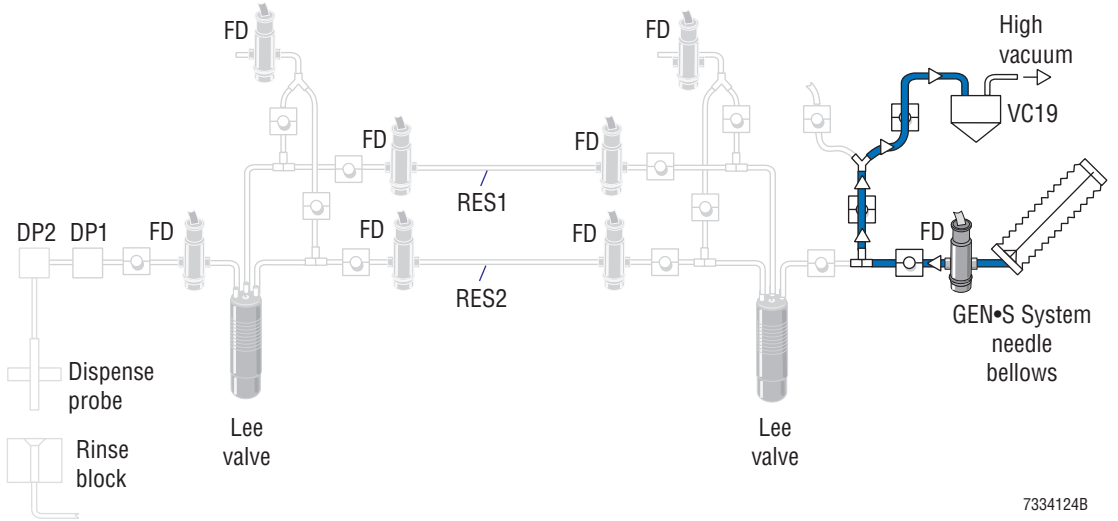 FD
FD
High
vacuum
VC19
FD
FD
RES1
DP2
DP1
FD
FD
FD
FD
RES2
GEN•S System
needle
bellows
Dispense
probe
Lee
valve
Lee
valve
Rinse
block
7334124B